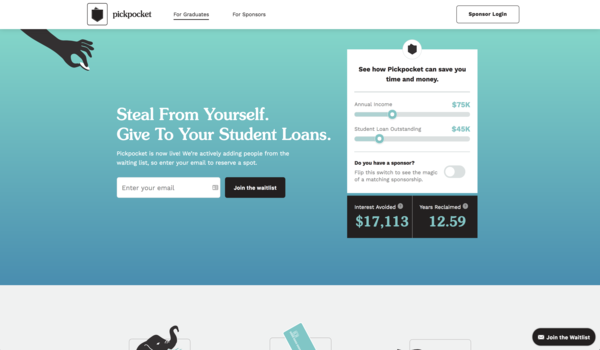 pickpocket
For Graduates
For Sponsors
Sponsor Login
Steal From Yourself.
Give To Your Student Loans.
Pickpocket is now live! We're actively adding people from the
waiting list, so enter your email to reserve a spot.
Enter your email
Join the waitlist
See how Pickpocket can save you
time and money.
Annual Income
$75K
Student Loan Outstanding
$45K
Do you have a sponsor?
Flip this switch to see the magic
of a matching sponsorship.
Interest Avoided
Years Reclaimed
$17,113
12.59
Join the Waitlist